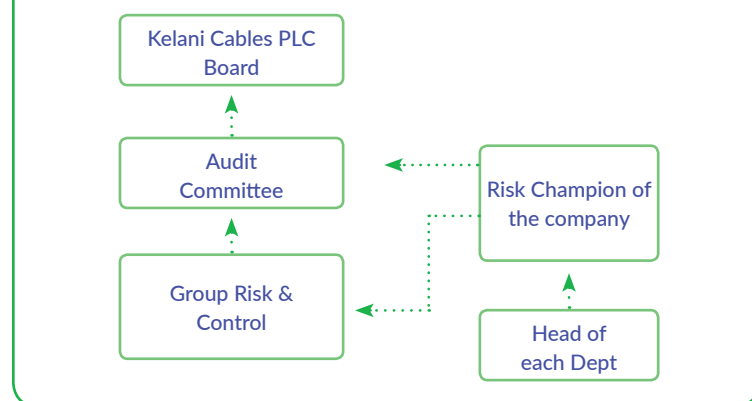 Kelani Cables PLC
Board
Audit
Committee
Risk Champion of
the company
Group Risk &
Control
Head of
each Dept